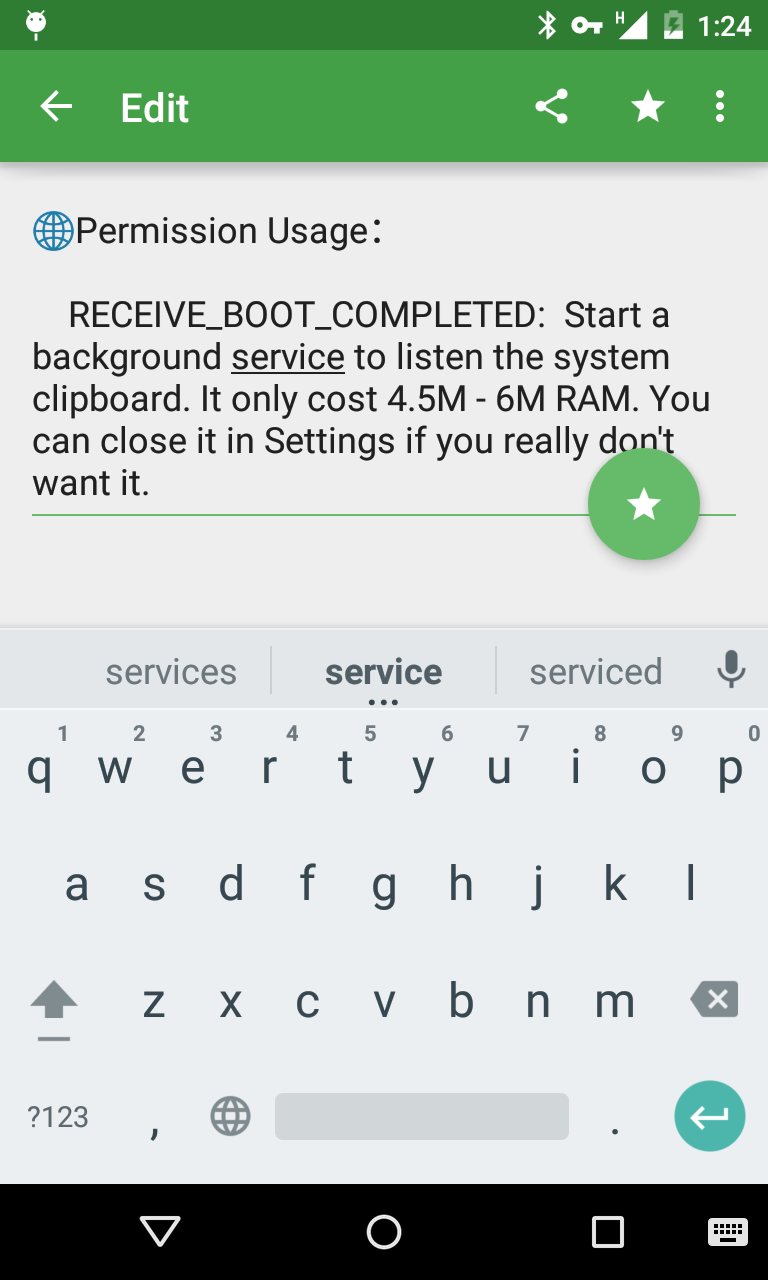 H 1:24
Edit
Permission Usage：
RECEIVE_BOOT_COMPLETED: Start a
background service to listen the system
clipboard. It only cost 4.5M - 6M RAM. You
can close it in Settings if you really don't
want it.
services service serviced
1 2 3 4 5 6 7 8 9 0
q w e r t y u i o p
a s d f g h j k l
z x c v b n m
?123 , .